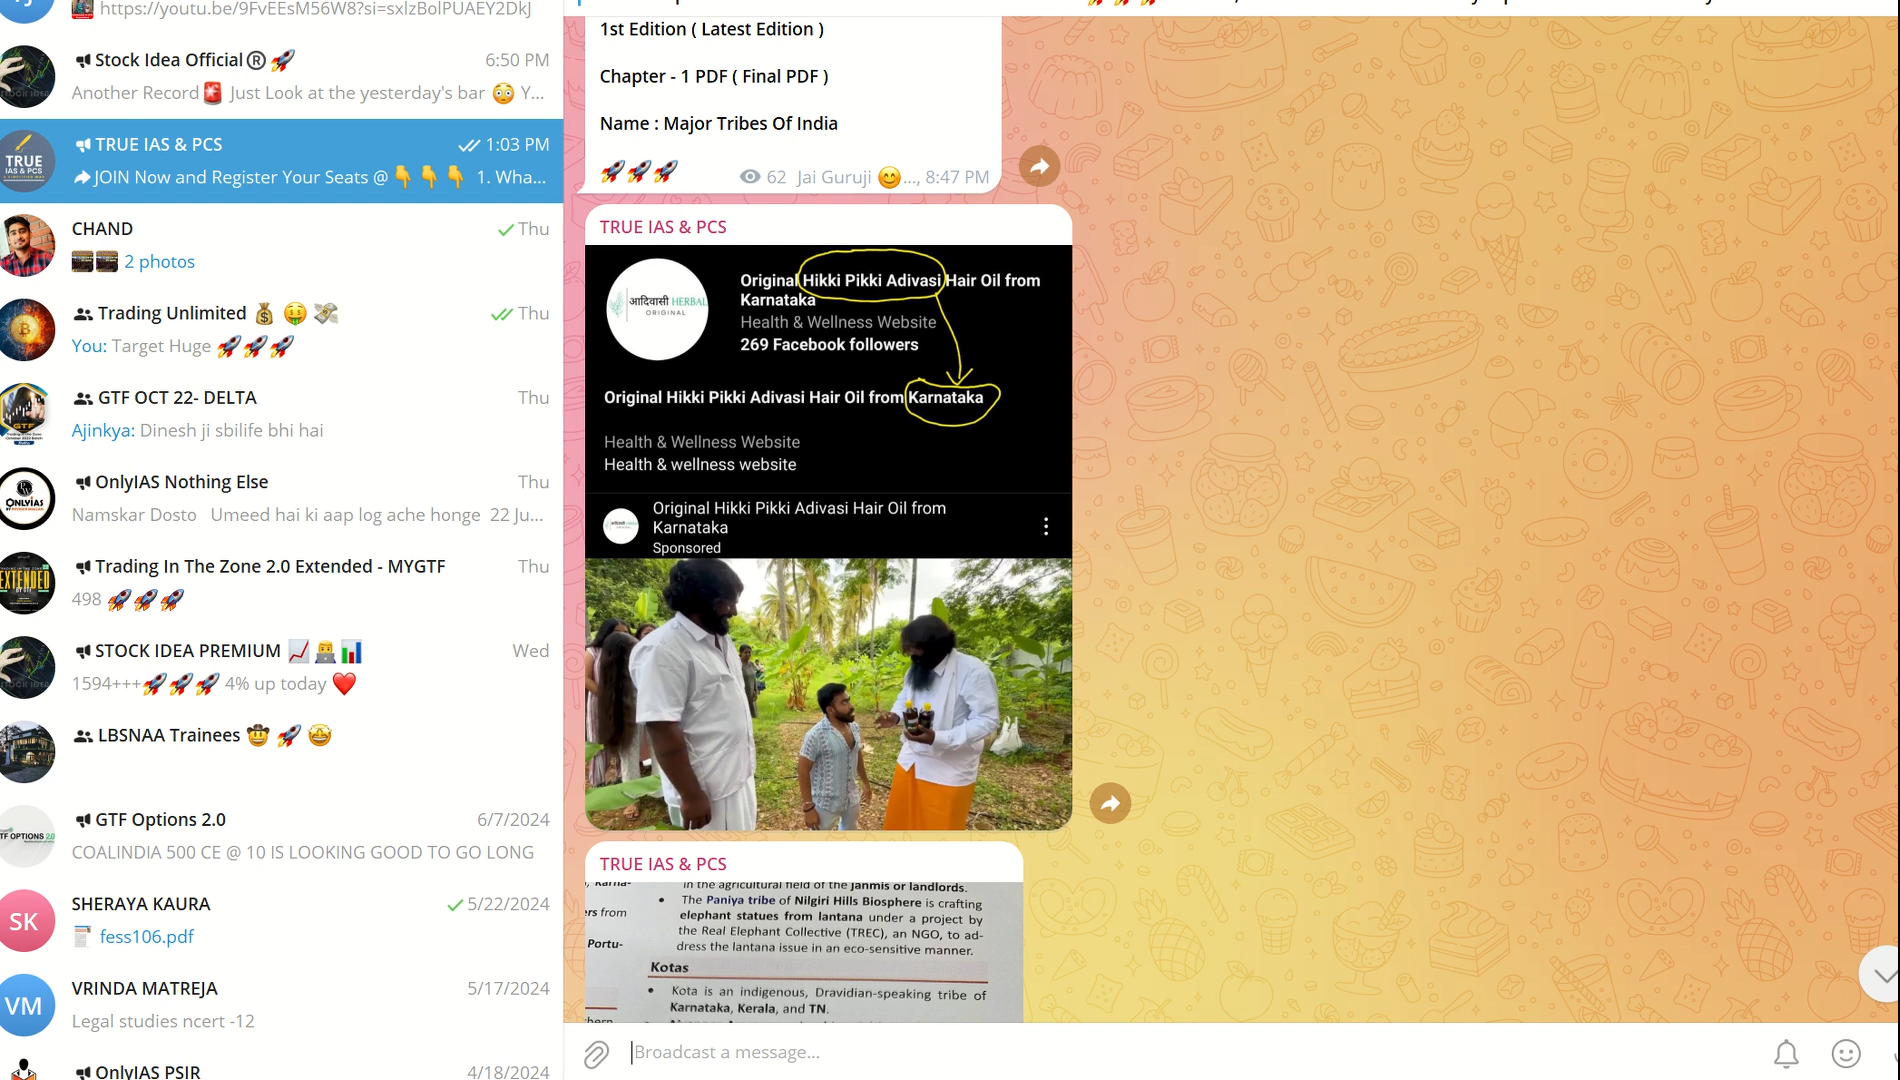 https://youtu.be/9FvEEsM56W8?si=sxIzBolPUAEY2DkJ
Stock Idea Official® 🚀
6:50 PM
Another Record🚨 Just Look at the yesterday's bar 😳 Y...
TRUE IAS & PCS
1:03 PM
JOIN Now and Register Your Seats @👇👇👇 1. Wha...
CHAND
Thu
2 photos
Trading Unlimited 💰 🤑 💸
Thu
You: Target Huge 🚀🚀🚀
GTF OCT 22- DELTA
Thu
Ajinkya: Dinesh ji sbilife bhi hai
OnlyIAS Nothing Else
Thu
Namskar Dosto Umeed hai ki aap log ache honge 22 Ju...
Trading In The Zone 2.0 Extended - MYGTF
Thu
498 🚀🚀🚀
STOCK IDEA PREMIUM 📈 👨‍💻 📊
Wed
1594+++🚀🚀🚀 4% up today ❤️
LBSNAA Trainees 🤠 🚀 🤩
GTF Options 2.0
6/7/2024
COALINDIA 500 CE @ 10 IS LOOKING GOOD TO GO LONG
SK
SHERAYA KAURA
5/22/2024
fess106.pdf
VM
VRINDA MATREJA
5/17/2024
Legal studies ncert -12
OnlyIAS PSIR
4/18/2024
TRUE
IAS & PCS
ONLYIAS
EXTENDED
GTF
1st Edition ( Latest Edition )
Chapter - 1 PDF ( Final PDF )
Name : Major Tribes Of India
🚀🚀🚀
62 Jai Guruji 😊..., 8:47 PM
TRUE IAS & PCS
आदिवासी HERBAL
ORIGINAL
Original Hikki Pikki Adivasi Hair Oil from
Karnataka
Health & Wellness Website
269 Facebook followers
Original Hikki Pikki Adivasi Hair Oil from Karnataka
Health & Wellness Website
Health & wellness website
Original Hikki Pikki Adivasi Hair Oil from
Karnataka
Sponsored
TRUE IAS & PCS
in the agricultural field of the janmis or landlords.
• The Paniya tribe of Nilgiri Hills Biosphere is crafting
elephant statues from lantana under a project by
the Real Elephant Collective (TREC), an NGO, to ad-
dress the lantana issue in an eco-sensitive manner.
ers from
Portu-
Kotas
• Kota is an indigenous, Dravidian-speaking tribe of
Karnataka, Kerala, and TN.
Broadcast a message...